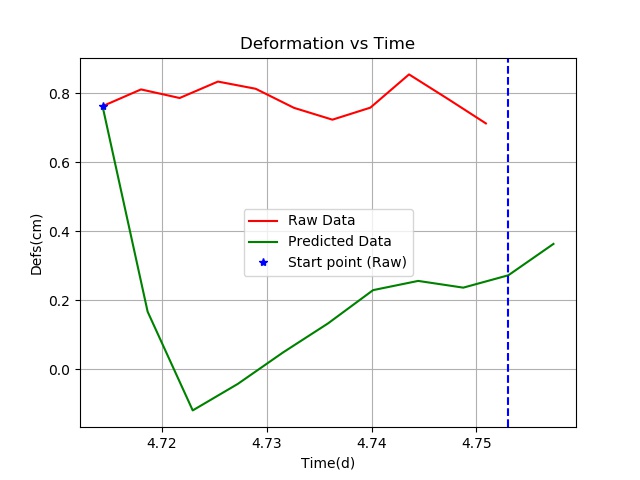 Deformation vs Time
Defs(cm)
0.8
0.6
0.4
0.2
0.0
Raw Data
Predicted Data
Start point (Raw)
4.72 4.73 4.74 4.75
Time(d)